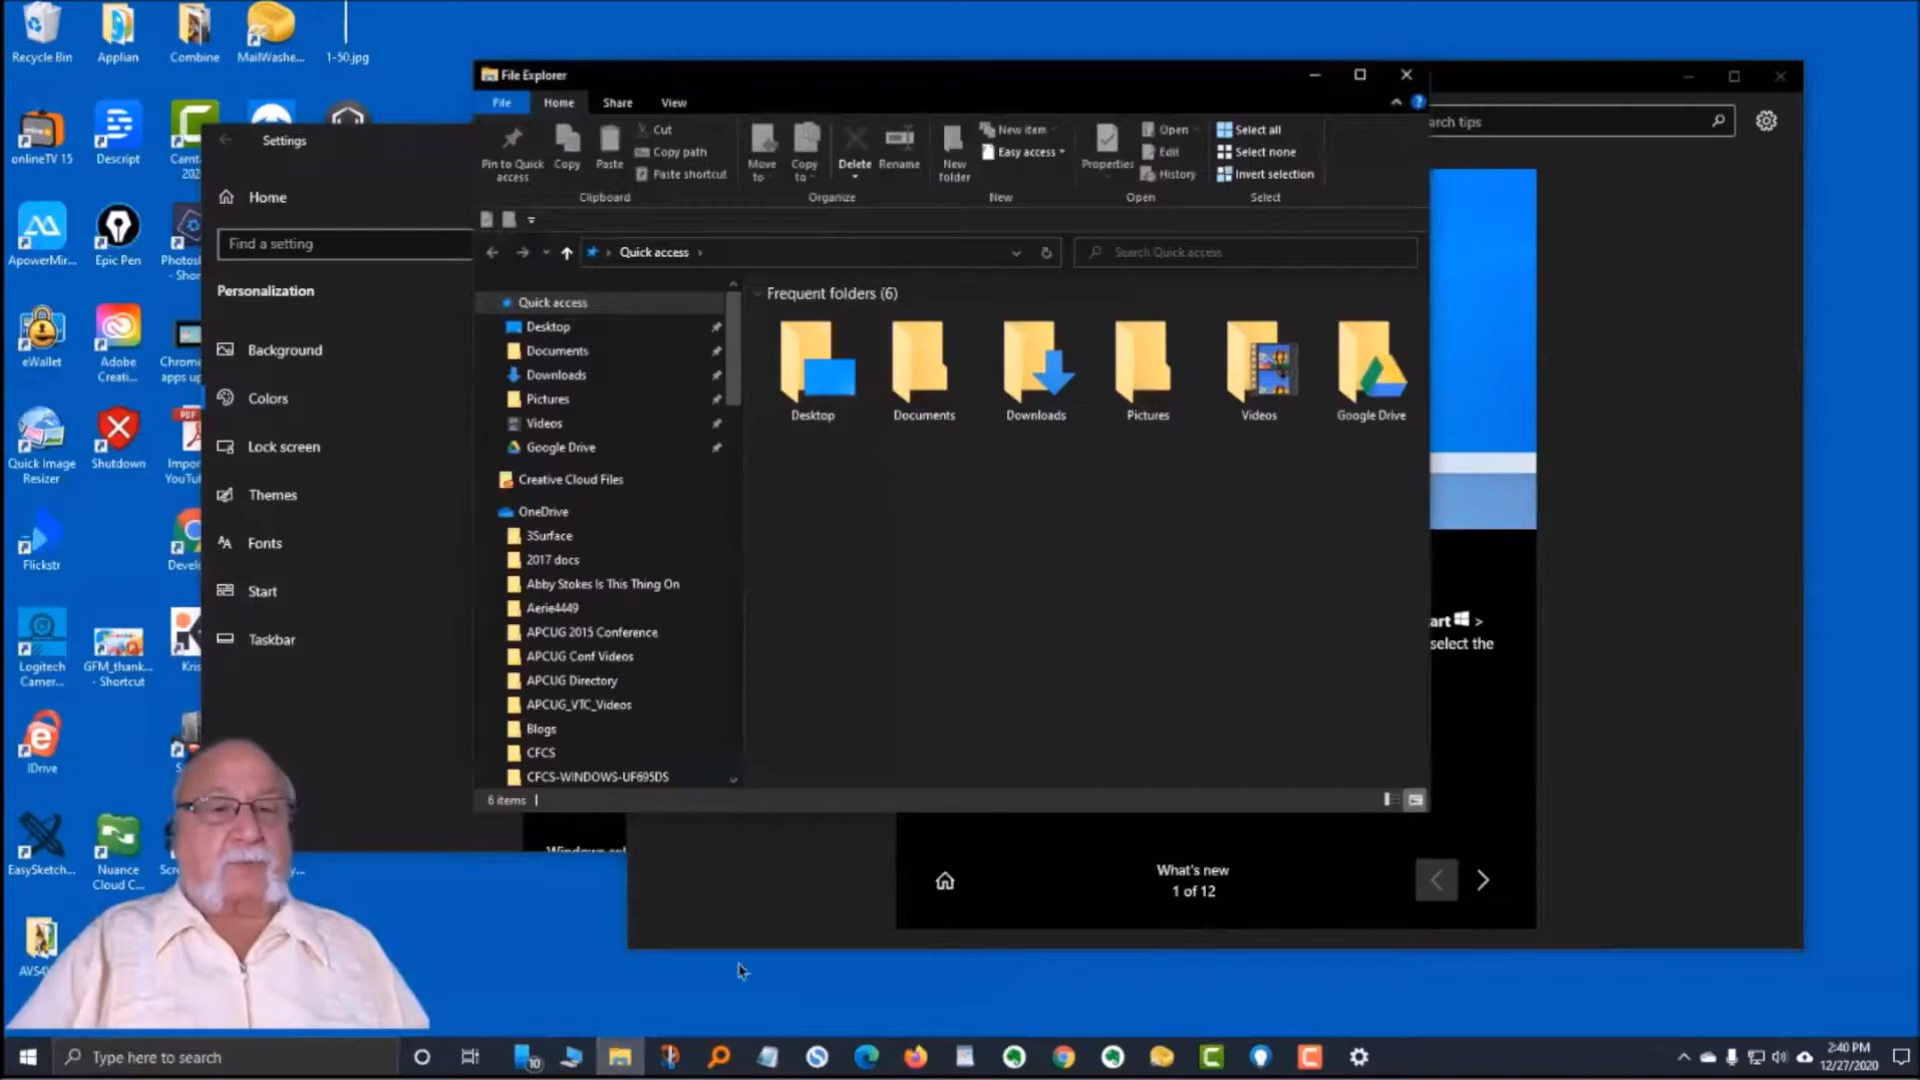 Recycle Bin
Applian
Combine
MailWashe...
1-50.jpg
onlineTV 15
Descript
Camta
202
ApowerMir...
Epic Pen
Photosh
- Shor
eWallet
Adobe
Creati...
Chrome
apps up
Quick Image
Resizer
Shutdown
Impor
YouTU
Flickstr
Develo
Logitech
Camer...
GFM_thank...
- Shortcut
Kris
IDrive
EasySketch...
Nuance
Cloud C...
AVS4
Settings
Home
Find a setting
Personalization
Background
Colors
Lock screen
Themes
Fonts
Start
Taskbar
File Explorer
File
Home
Share
View
Pin to Quick
access
Copy
Paste
Cut
Copy path
Paste shortcut
Clipboard
Move
to
Copy
to
Delete
Rename
Organize
New
folder
New item
Easy access
New
Properties
Open
Edit
History
Open
Select all
Select none
Invert selection
Select
Quick access
Search Quick access
Quick access
Desktop
Documents
Downloads
Pictures
Videos
Google Drive
Creative Cloud Files
OneDrive
3Surface
2017 docs
Abby Stokes Is This Thing On
Aerie4449
APCUG 2015 Conference
APCUG Conf Videos
APCUG Directory
APCUG_VTC_Videos
Blogs
CFCS
CFCS-WINDOWS-UF695DS
Frequent folders (6)
Desktop
Documents
Downloads
Pictures
Videos
Google Drive
6 items
arch tips
art >
select the
What's new
1 of 12
Type here to search
10
2:40 PM
12/27/2020